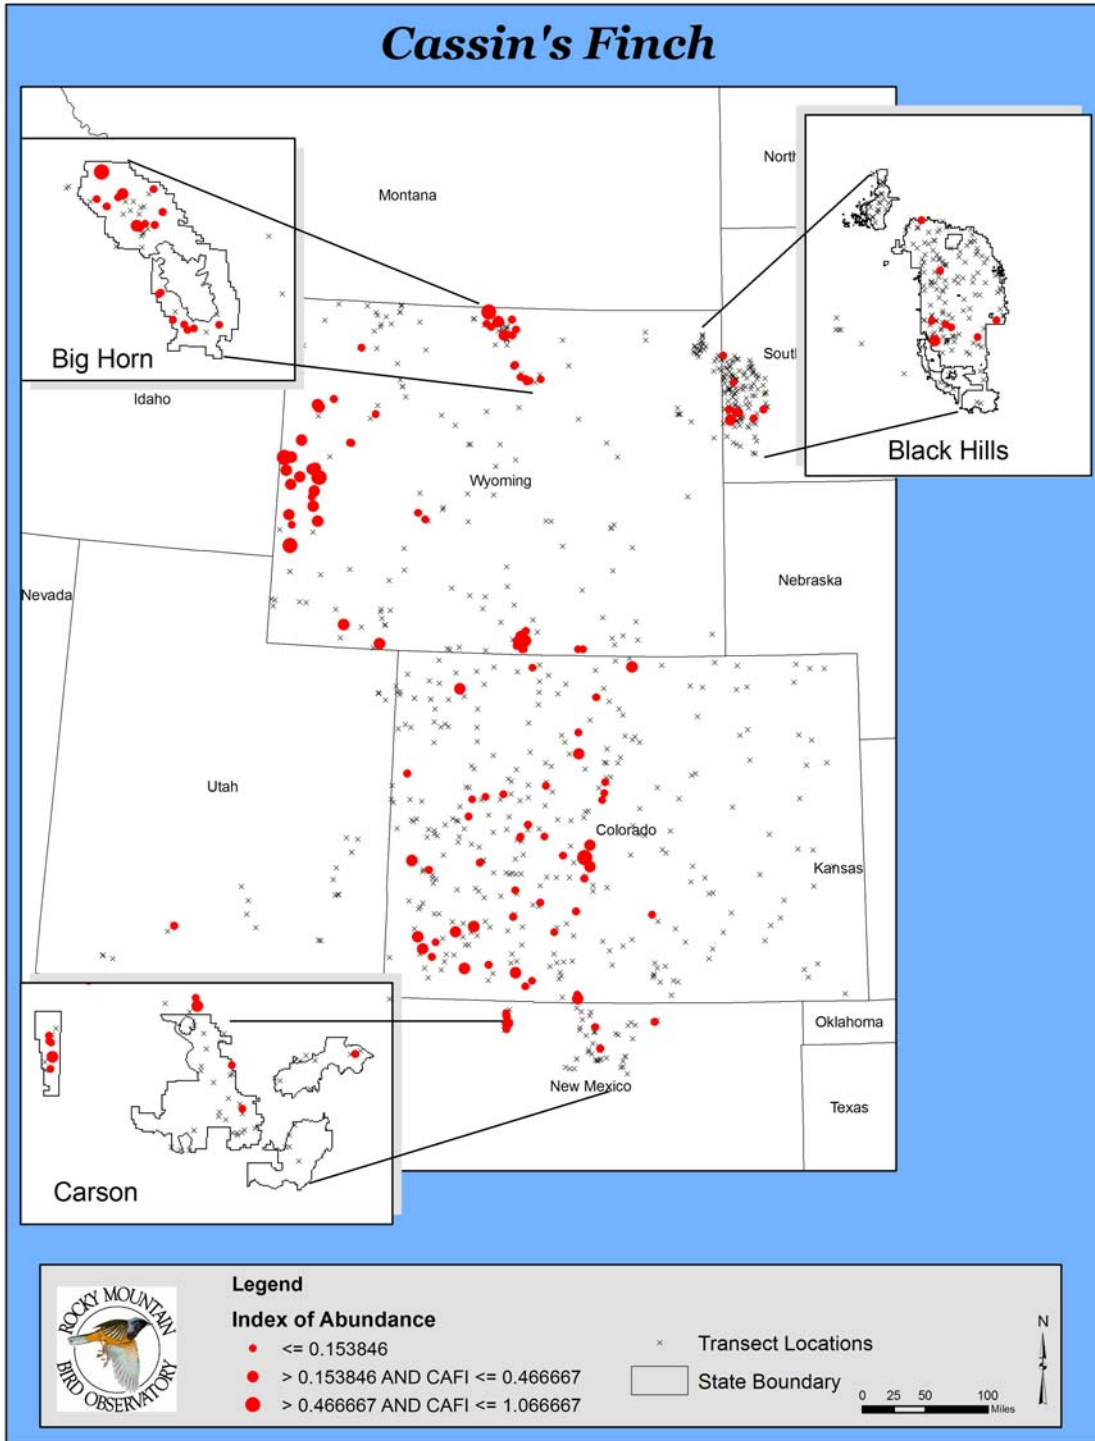 Cassin's Finch
Montana
North
Big Horn
Idaho
South
Black Hills
Wyoming
Nevada
Nebraska
Utah
Colorado
Kansas
Oklahoma
New Mexico
Texas
Carson
Legend
Index of Abundance
<= 0.153846
> 0.153846 AND CAFI <= 0.466667
> 0.466667 AND CAFI <= 1.066667
Transect Locations
State Boundary
N
0 25 50 100
Miles
ROCKY MOUNTAIN
BIRD OBSERVATORY